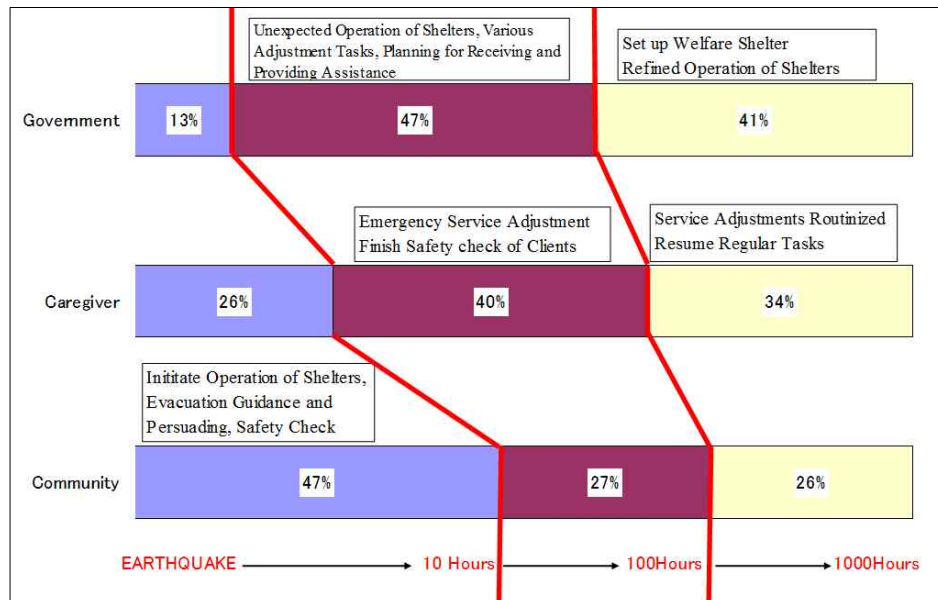 Unexpected Operation of Shelters, Various
Adjustment Tasks, Planning for Receiving and
Providing Assistance
Set up Welfare Shelter
Refined Operation of Shelters
Government
13%
47%
41%
Emergency Service Adjustment
Finish Safety check of Clients
Service Adjustments Routinized
Resume Regular Tasks
Caregiver
26%
40%
34%
Inititate Operation of Shelters,
Evacuation Guidance and
Persuading, Safety Check
Community
47%
27%
26%
EARTHQUAKE
10 Hours
100Hours
1000Hours